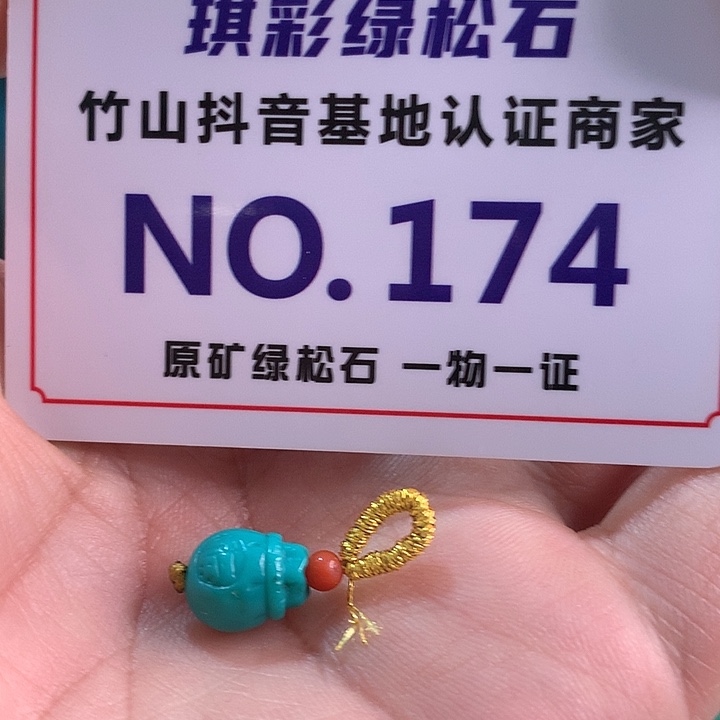 琪彩绿松石
竹山抖音基地认证商家
NO.174
原矿绿松石 一物一证